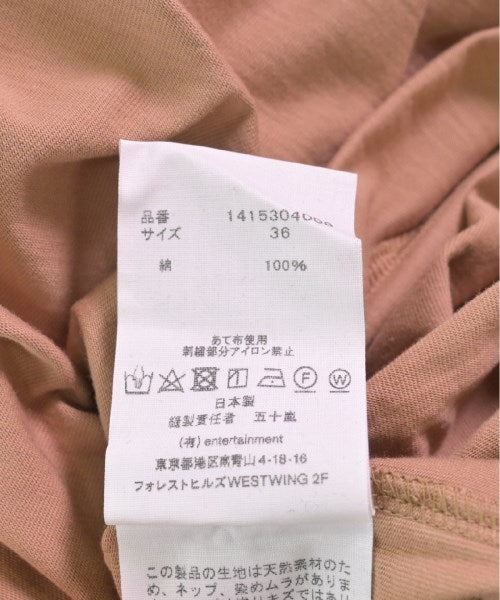 品番 1415304008
サイズ 36
綿 100%
あて布使用
刺繍部分アイロン禁止
F W
日本製
縫製責任者 五十嵐
(有) entertainment
東京都港区南青山4-18-16
フォレストヒルズWESTWING 2F
この製品の生地は天然素材のた
め、ネップ、染めムラがありま